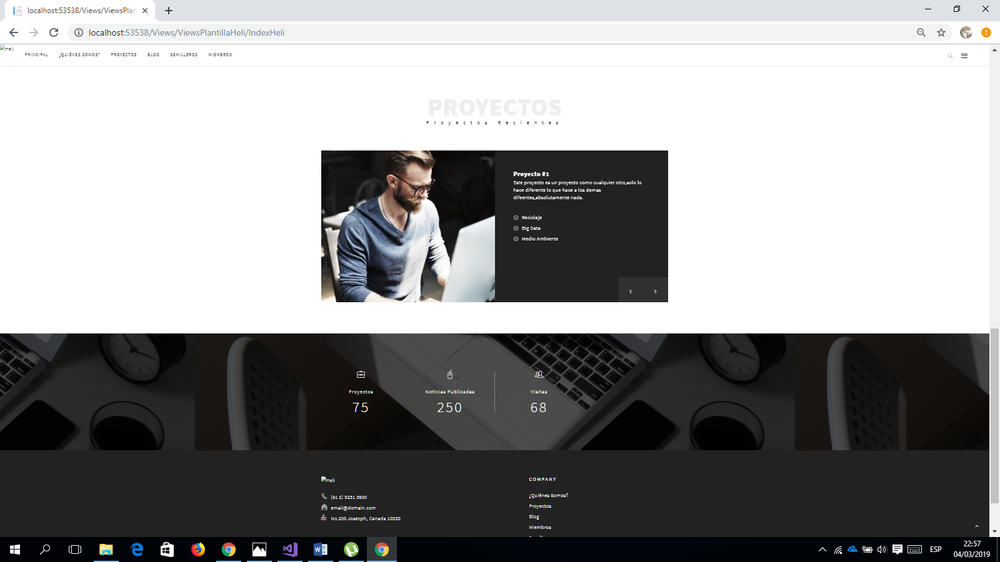 localhost:53538/Views/ViewsPlan
localhost:53538/Views/ViewsPlantillaHeli/IndexHeli
Heli
PRINCIPAL ¿QUIÈNES SOMOS? PROYECTOS BLOG SEMILLEROS MIEMBROS
PROYECTOS
Proyectos Recientes
Proyecto #1
Este proyecto es un proyecto como cualquier otro,solo lo
hace diferente lo que hace a los demas
difeentes,absolutamente nada.
Reciclaje
Big Data
Medio Ambiente
Proyectos
75
Noticias Publicadas
250
Visitas
68
Heli
(61 2) 9251 5600
email@domain.com
No.200 Joseph, Canada 10020
COMPANY
¿Quiènes Somos?
Proyectos
Blog
Miembros
ESP
22:57
04/03/2019